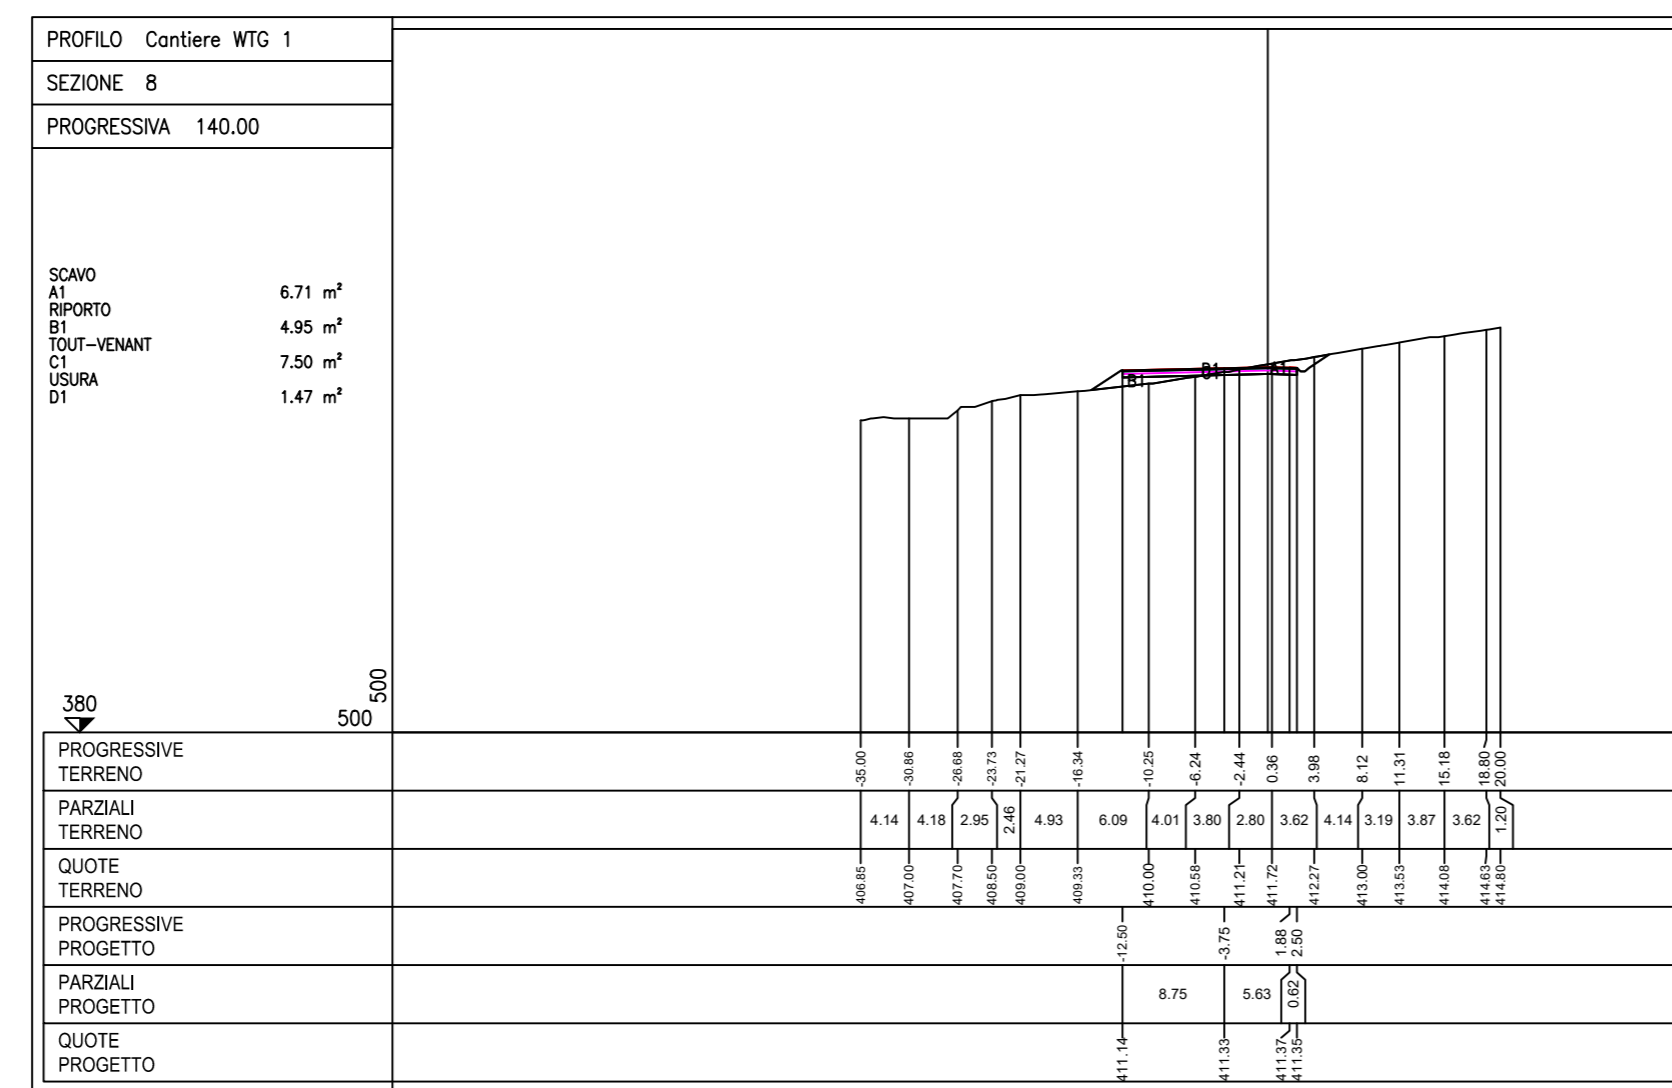 PROFILO Cantiere WTG 1
SEZIONE 8
PROGRESSIVA 140.00
SCAVO
A1 6.71 m²
RIPORTO
B1 4.95 m²
TOUT-VENANT
C1 7.50 m²
USURA
D1 1.47 m²
B1
A1
380
500
500
PROGRESSIVE
TERRENO
-35.00 -30.86 -26.68 -23.73 -21.27 -16.34 -10.25 -6.24 -2.44 0.36 3.98 8.12 11.31 15.18 18.80 20.00
PARZIALI
TERRENO
4.14 4.18 2.95 2.46 4.93 6.09 4.01 3.80 2.80 3.62 4.14 3.19 3.87 3.62 1.20
QUOTE
TERRENO
406.85 407.00 407.70 408.50 409.00 409.33 410.00 410.58 411.21 411.72 412.27 413.00 413.53 414.08 414.63 414.80
PROGRESSIVE
PROGETTO
-12.50 -3.75 1.88 2.50
PARZIALI
PROGETTO
8.75 5.63 0.62
QUOTE
PROGETTO
411.14 411.33 411.37 411.35